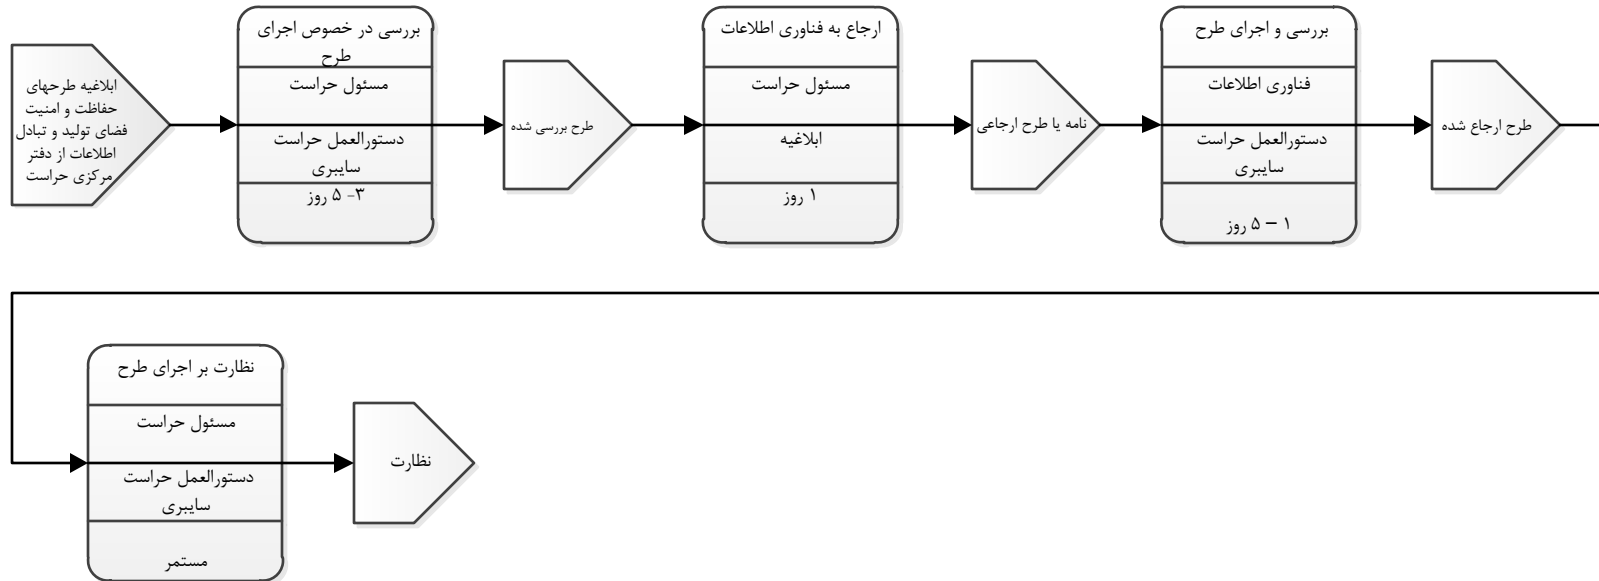 ابلاغیه طرحهای
حفاظت و امنیت
فضای تولید و تبادل
اطلاعات از دفتر
مرکزی حراست
بررسی در خصوص اجرای
طرح
مسئول حراست
دستورالعمل حراست
سایبری
۳- ۵ روز
طرح بررسی شده
ارجاع به فناوری اطلاعات
مسئول حراست
ابلاغیه
۱ روز
نامه یا طرح ارجاعی
بررسی و اجرای طرح
فناوری اطلاعات
دستورالعمل حراست
سایبری
۱ – ۵ روز
طرح ارجاع شده
نظارت بر اجرای طرح
مسئول حراست
دستورالعمل حراست
سایبری
مستمر
نظارت